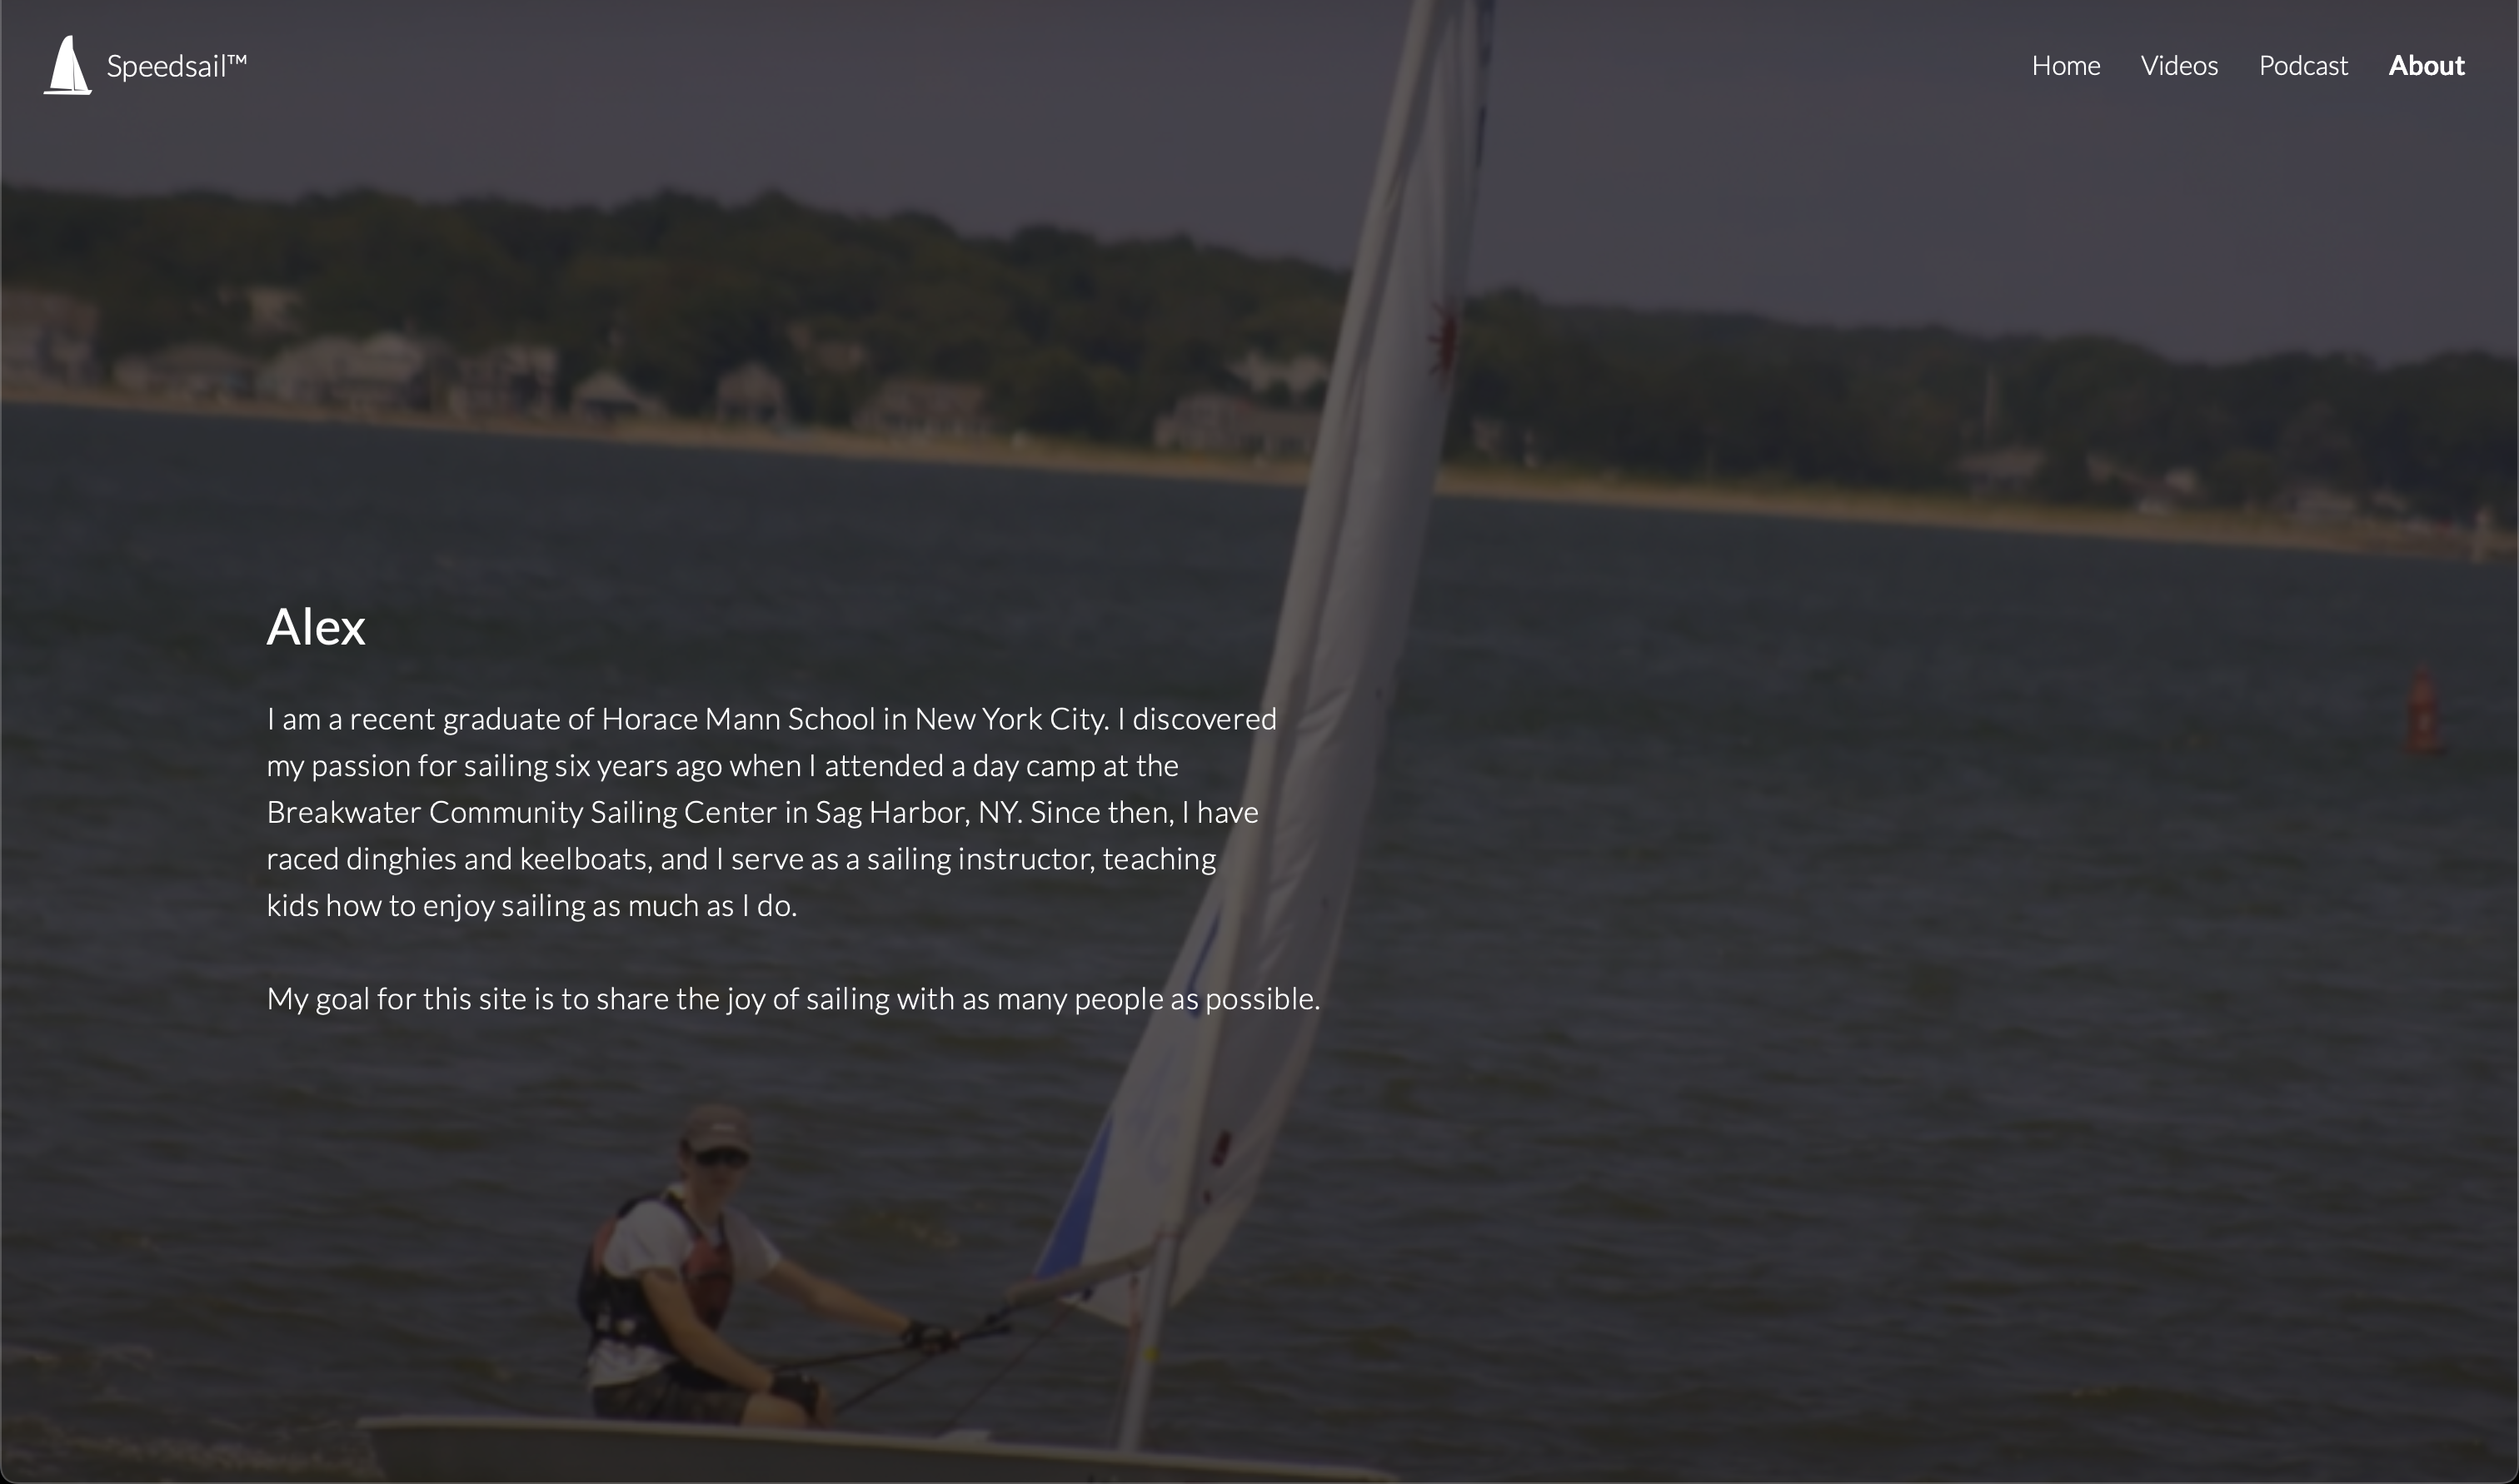 Speedsail™
Home Videos Podcast About
Alex
I am a recent graduate of Horace Mann School in New York City. I discovered
my passion for sailing six years ago when I attended a day camp at the
Breakwater Community Sailing Center in Sag Harbor, NY. Since then, I have
raced dinghies and keelboats, and I serve as a sailing instructor, teaching
kids how to enjoy sailing as much as I do.
My goal for this site is to share the joy of sailing with as many people as possible.